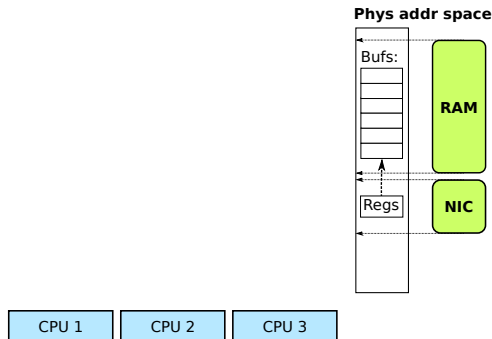 Phys addr space
Bufs:
RAM
Regs
NIC
CPU 1
CPU 2
CPU 3